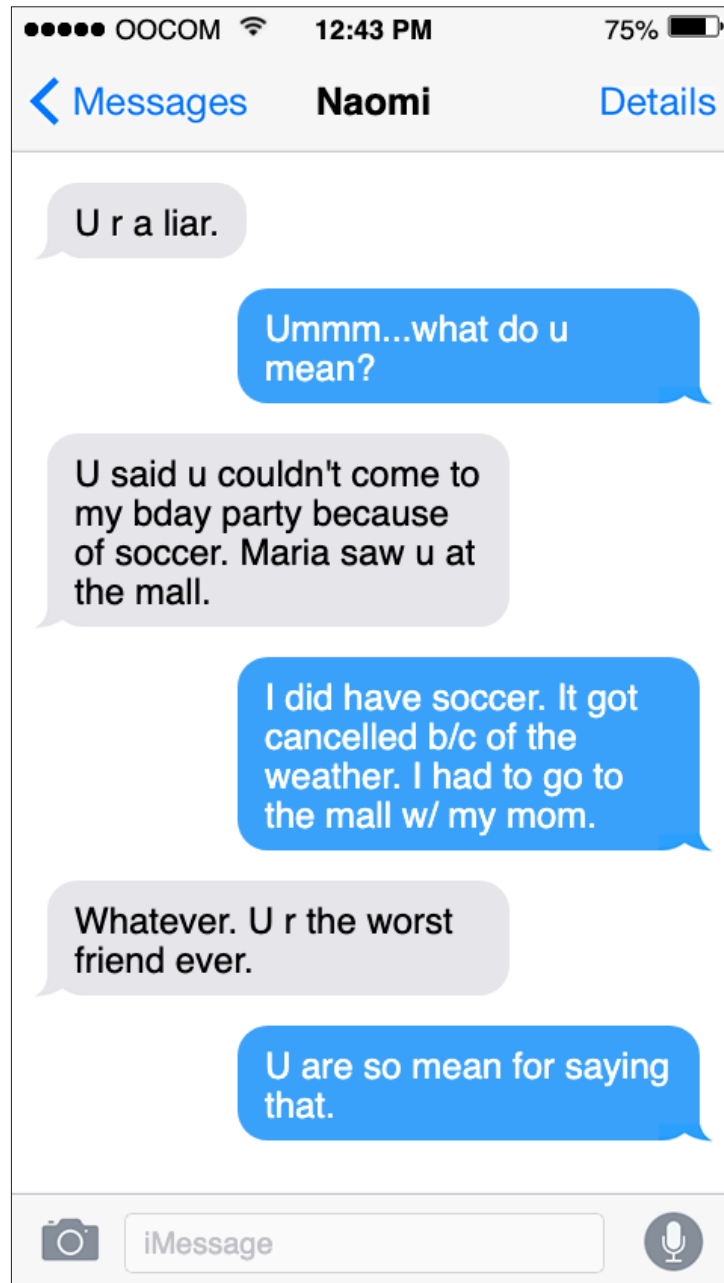 OOCOM 12:43 PM 75%
Messages Naomi Details
U r a liar.
Ummm...what do u
mean?
U said u couldn't come to
my bday party because
of soccer. Maria saw u at
the mall.
I did have soccer. It got
cancelled b/c of the
weather. I had to go to
the mall w/ my mom.
Whatever. U r the worst
friend ever.
U are so mean for saying
that.
iMessage